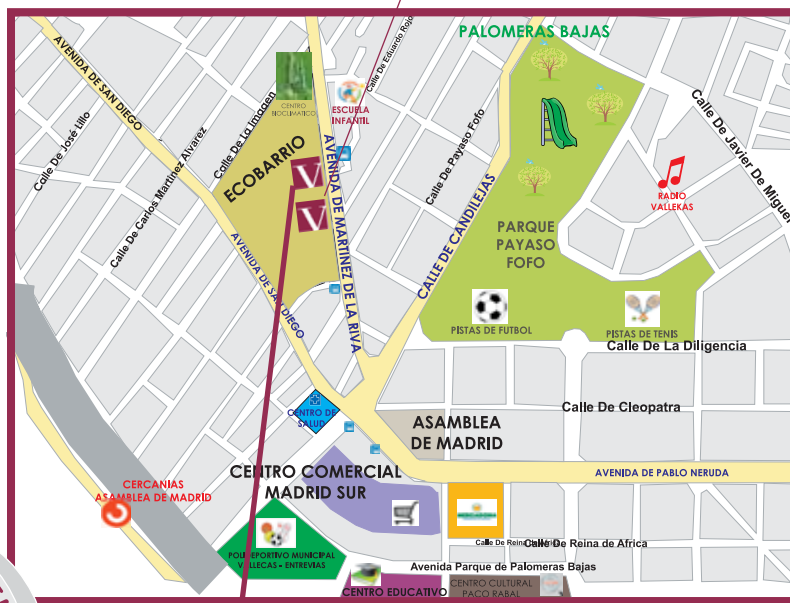 PALOMERAS BAJAS
AVENIDA DE SAN DIEGO
Calle De Eduardo Rojo
CENTRO
BIOCLIMATICO
ESCUELA
INFANTIL
Calle De José Lillo
Calle De La Imagen
Calle De Carlos Martinez Alvarez
ECOBARRIO
AVENIDA DE MARTINEZ DE LA RIVA
V
V
Calle De Payaso Fofo
Calle De Javier De Miguel
RADIO
VALLEKAS
CALLE DE CANDILEJAS
PARQUE
PAYASO
FOFO
AVENIDA DE SAN DIEGO
PISTAS DE FUTBOL
PISTAS DE TENIS
Calle De La Diligencia
Calle De Cleopatra
CENTRO DE
SALUD
ASAMBLEA
DE MADRID
CENTRO COMERCIAL
MADRID SUR
AVENIDA DE PABLO NERUDA
CERCANÍAS
ASAMBLEA DE MADRID
Calle De Reina de Africa
POLIDEPORTIVO MUNICIPAL
VALLECAS - ENTREVIAS
Avenida Parque de Palomeras Bajas
CENTRO EDUCATIVO
CENTRO CULTURAL
PACO RABAL